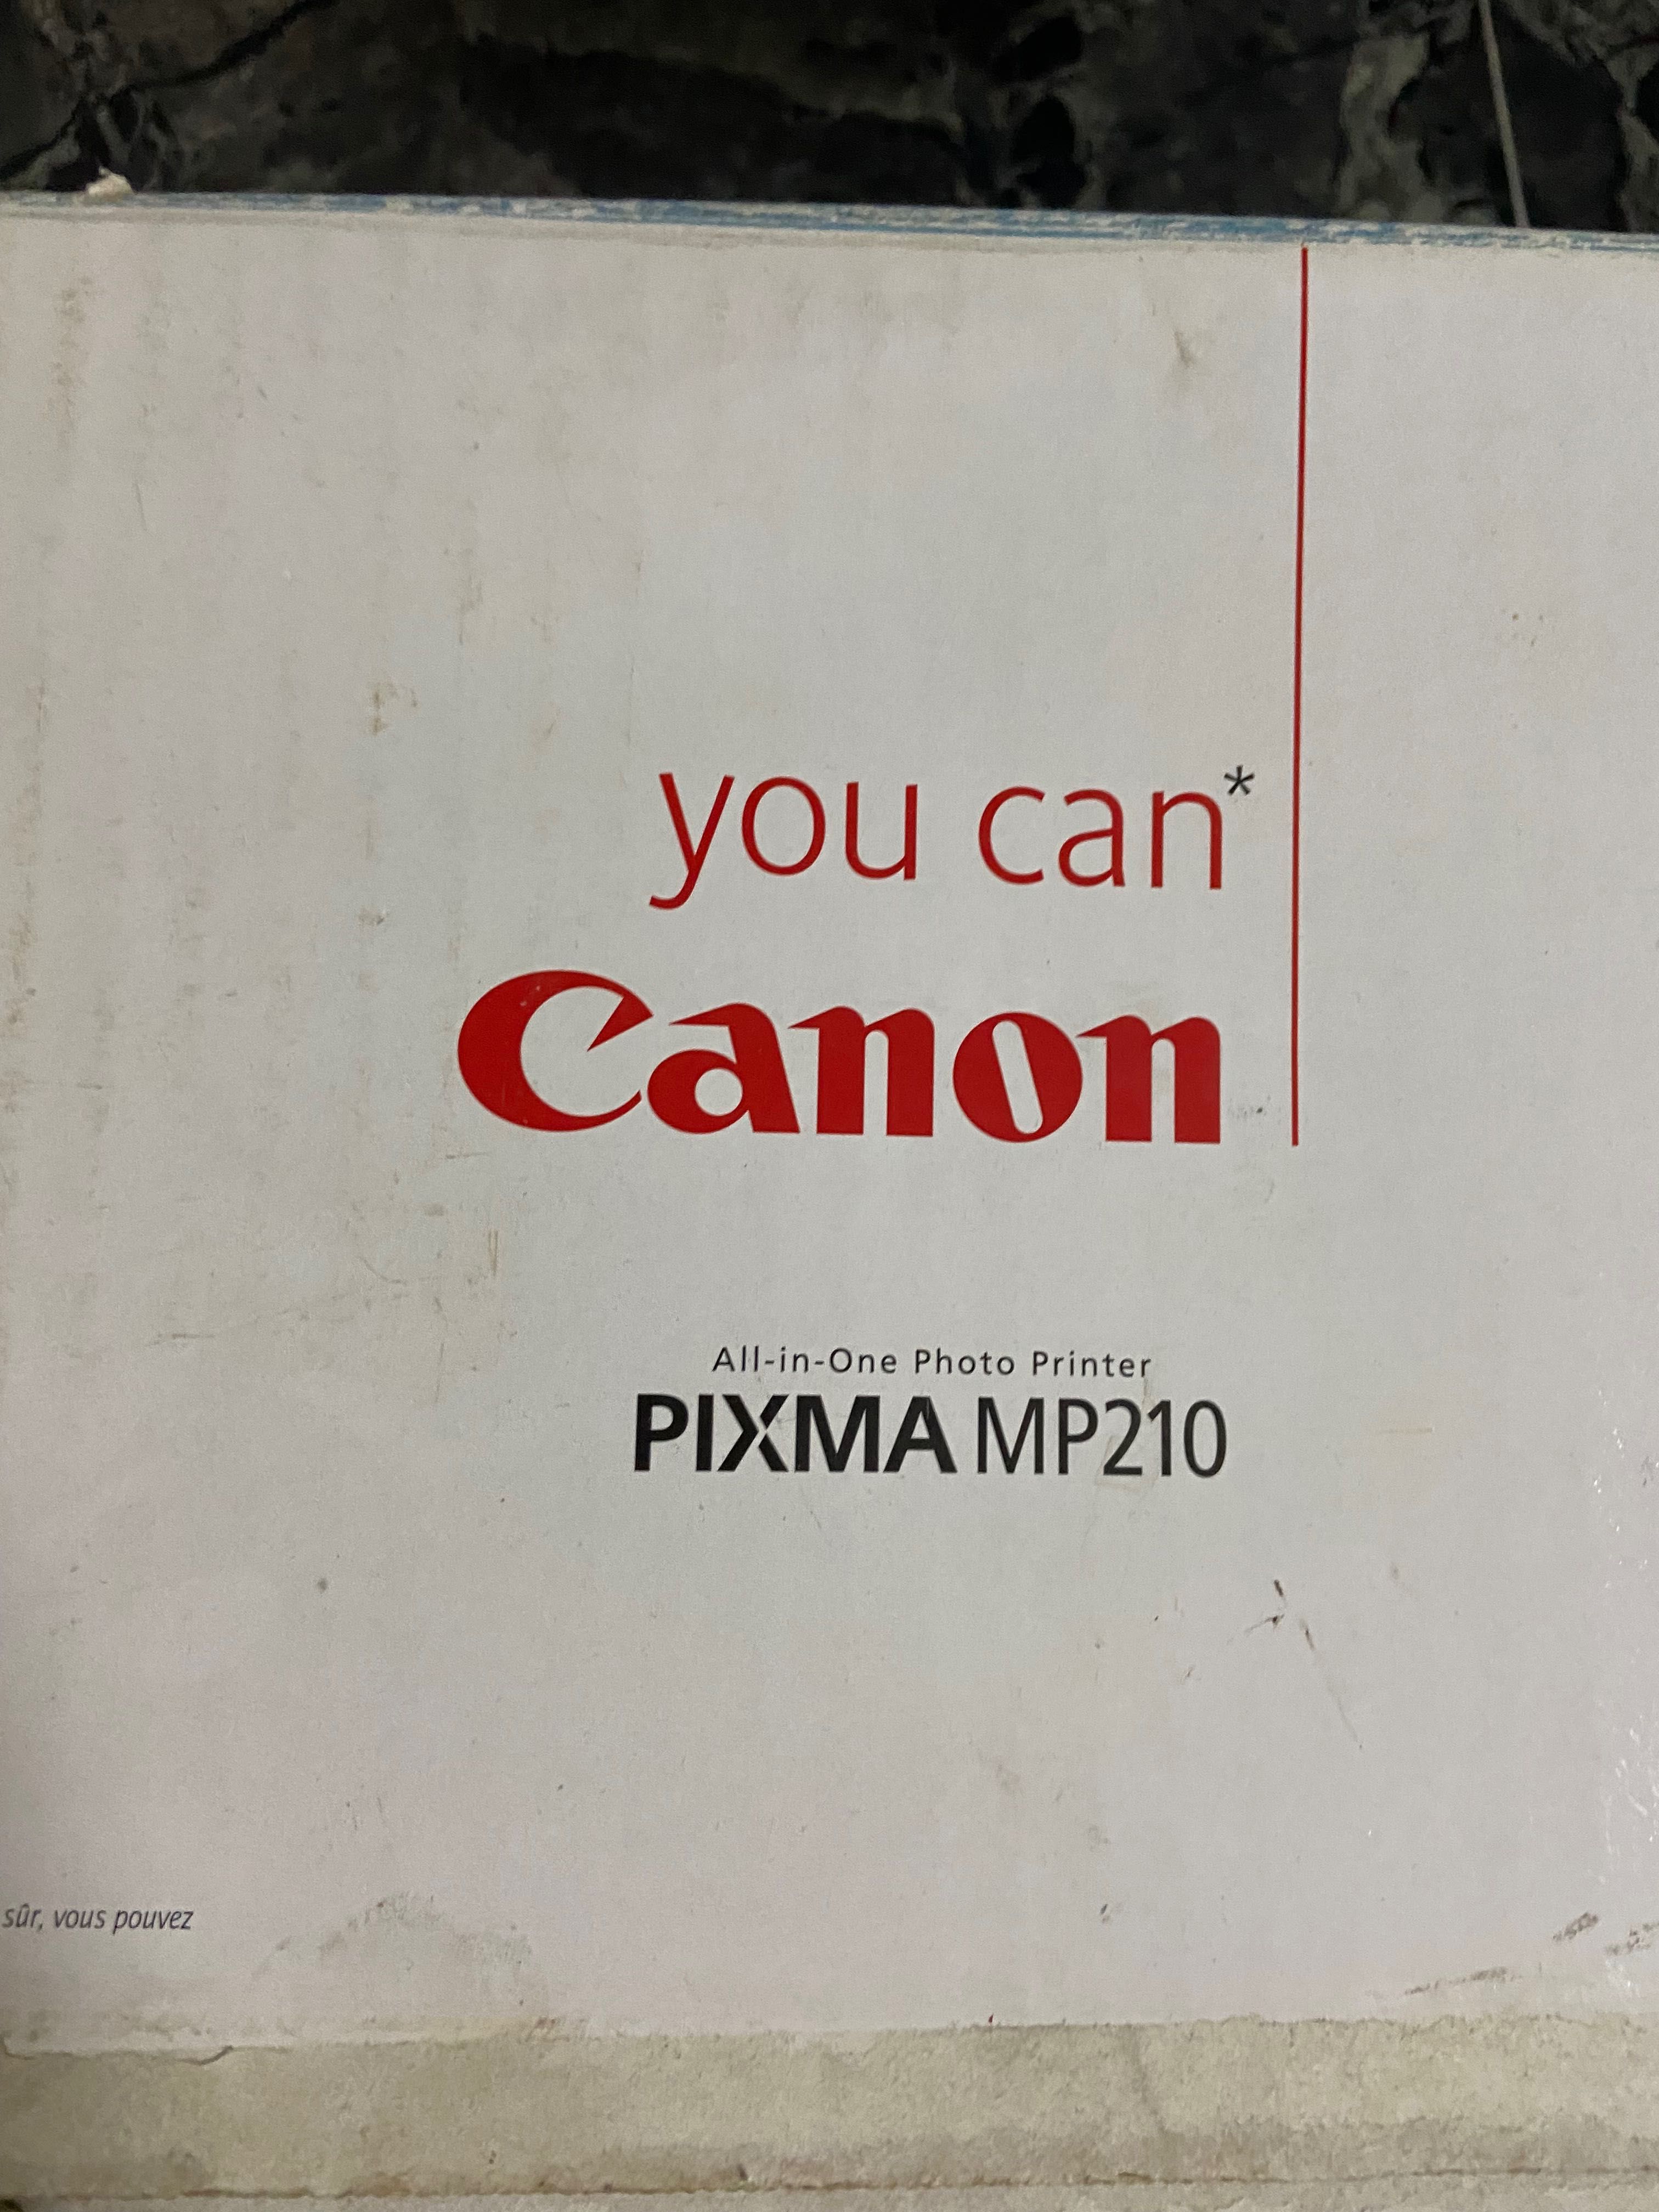 you can*
Canon
All-in-One Photo Printer
PIXMA MP210
sûr, vous pouvez